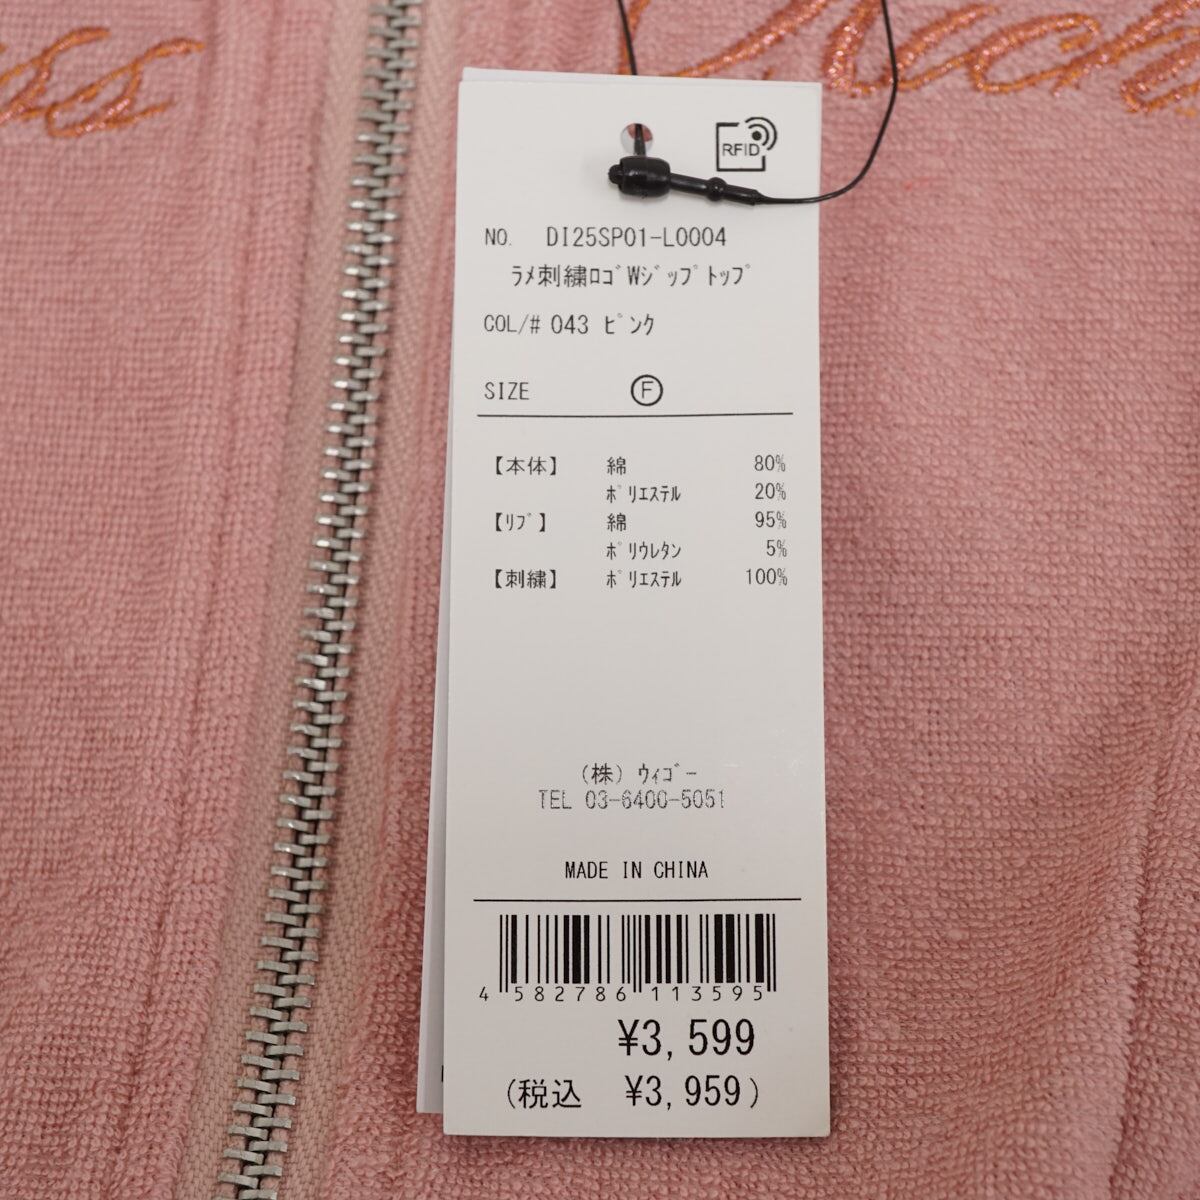 RFID
NO. DI25SP01-L0004
ﾗﾒ刺繍ﾛｺﾞWｼﾞｯﾌﾟﾄｯﾌﾟ
COL/# 043 ﾋﾟﾝｸ
SIZE Ⓕ
【本体】 綿 80%
ﾎﾟﾘｴｽﾃﾙ 20%
【ﾘﾌﾞ】 綿 95%
ﾎﾟﾘｳﾚﾀﾝ 5%
【刺繍】 ﾎﾟﾘｴｽﾃﾙ 100%
(株) ｳｨｺﾞｰ
TEL 03-6400-5051
MADE IN CHINA
4 582786 113595
¥3,599
(税込 ¥3,959)